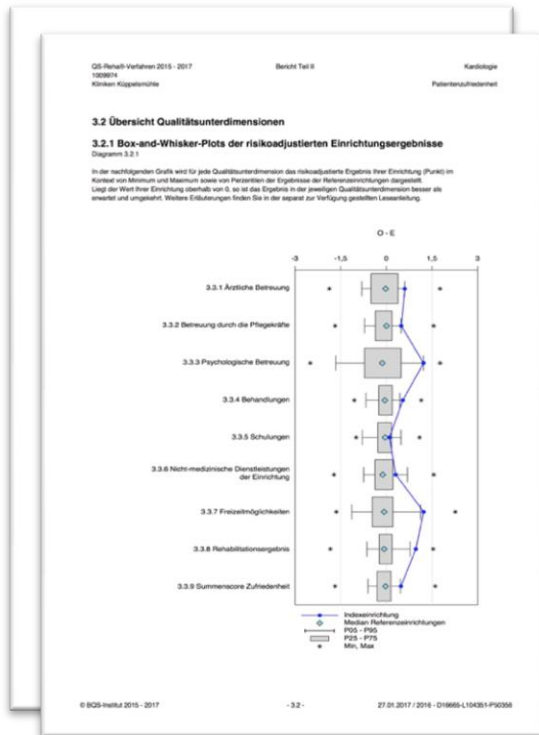 QS-Reha®-Verfahren 2015 - 2017
Bericht Teil II
Kardiologie
1009974
Kliniken Küppelsmühle
Patientenzufriedenheit
3.2 Übersicht Qualitätsunterdimensionen
3.2.1 Box-and-Whisker-Plots der risikoadjustierten Einrichtungsergebnisse
Diagramm 3.2.1
In der nachfolgenden Grafik wird für jede Qualitätsunterdimension das risikoadjustierte Ergebnis Ihrer Einrichtung (Punkt) im
Kontext von Minimum und Maximum sowie von Perzentilen der Ergebnisse der Referenzeinrichtungen dargestellt.
Liegt der Wert Ihrer Einrichtung oberhalb von 0, so ist das Ergebnis in der jeweiligen Qualitätsunterdimension besser als
erwartet und umgekehrt. Weitere Erläuterungen finden Sie in der separat zur Verfügung gestellten Leseanleitung.
O - E
-3 -1,5 0 1,5 3
3.3.1 Ärztliche Betreuung
3.3.2 Betreuung durch die Pflegekräfte
3.3.3 Psychologische Betreuung
3.3.4 Behandlungen
3.3.5 Schulungen
3.3.6 Nicht-medizinische Dienstleistungen
der Einrichtung
3.3.7 Freizeitmöglichkeiten
3.3.8 Rehabilitationsergebnis
3.3.9 Summenscore Zufriedenheit
Indexeinrichtung
Median Referenzeinrichtungen
P05 - P95
P25 - P75
Min, Max
© BQS-Institut 2015 - 2017
- 3.2 -
27.01.2017 / 2016 - D16665-L104351-P50356